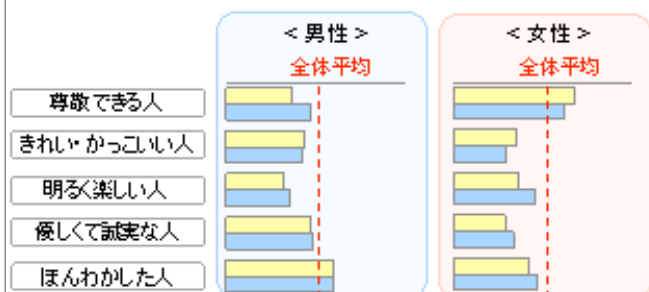 <男性>
<女性>
全体平均
全体平均
尊敬できる人
きれい・かっこいい人
明るく楽しい人
優しくて誠実な人
ほんわかした人